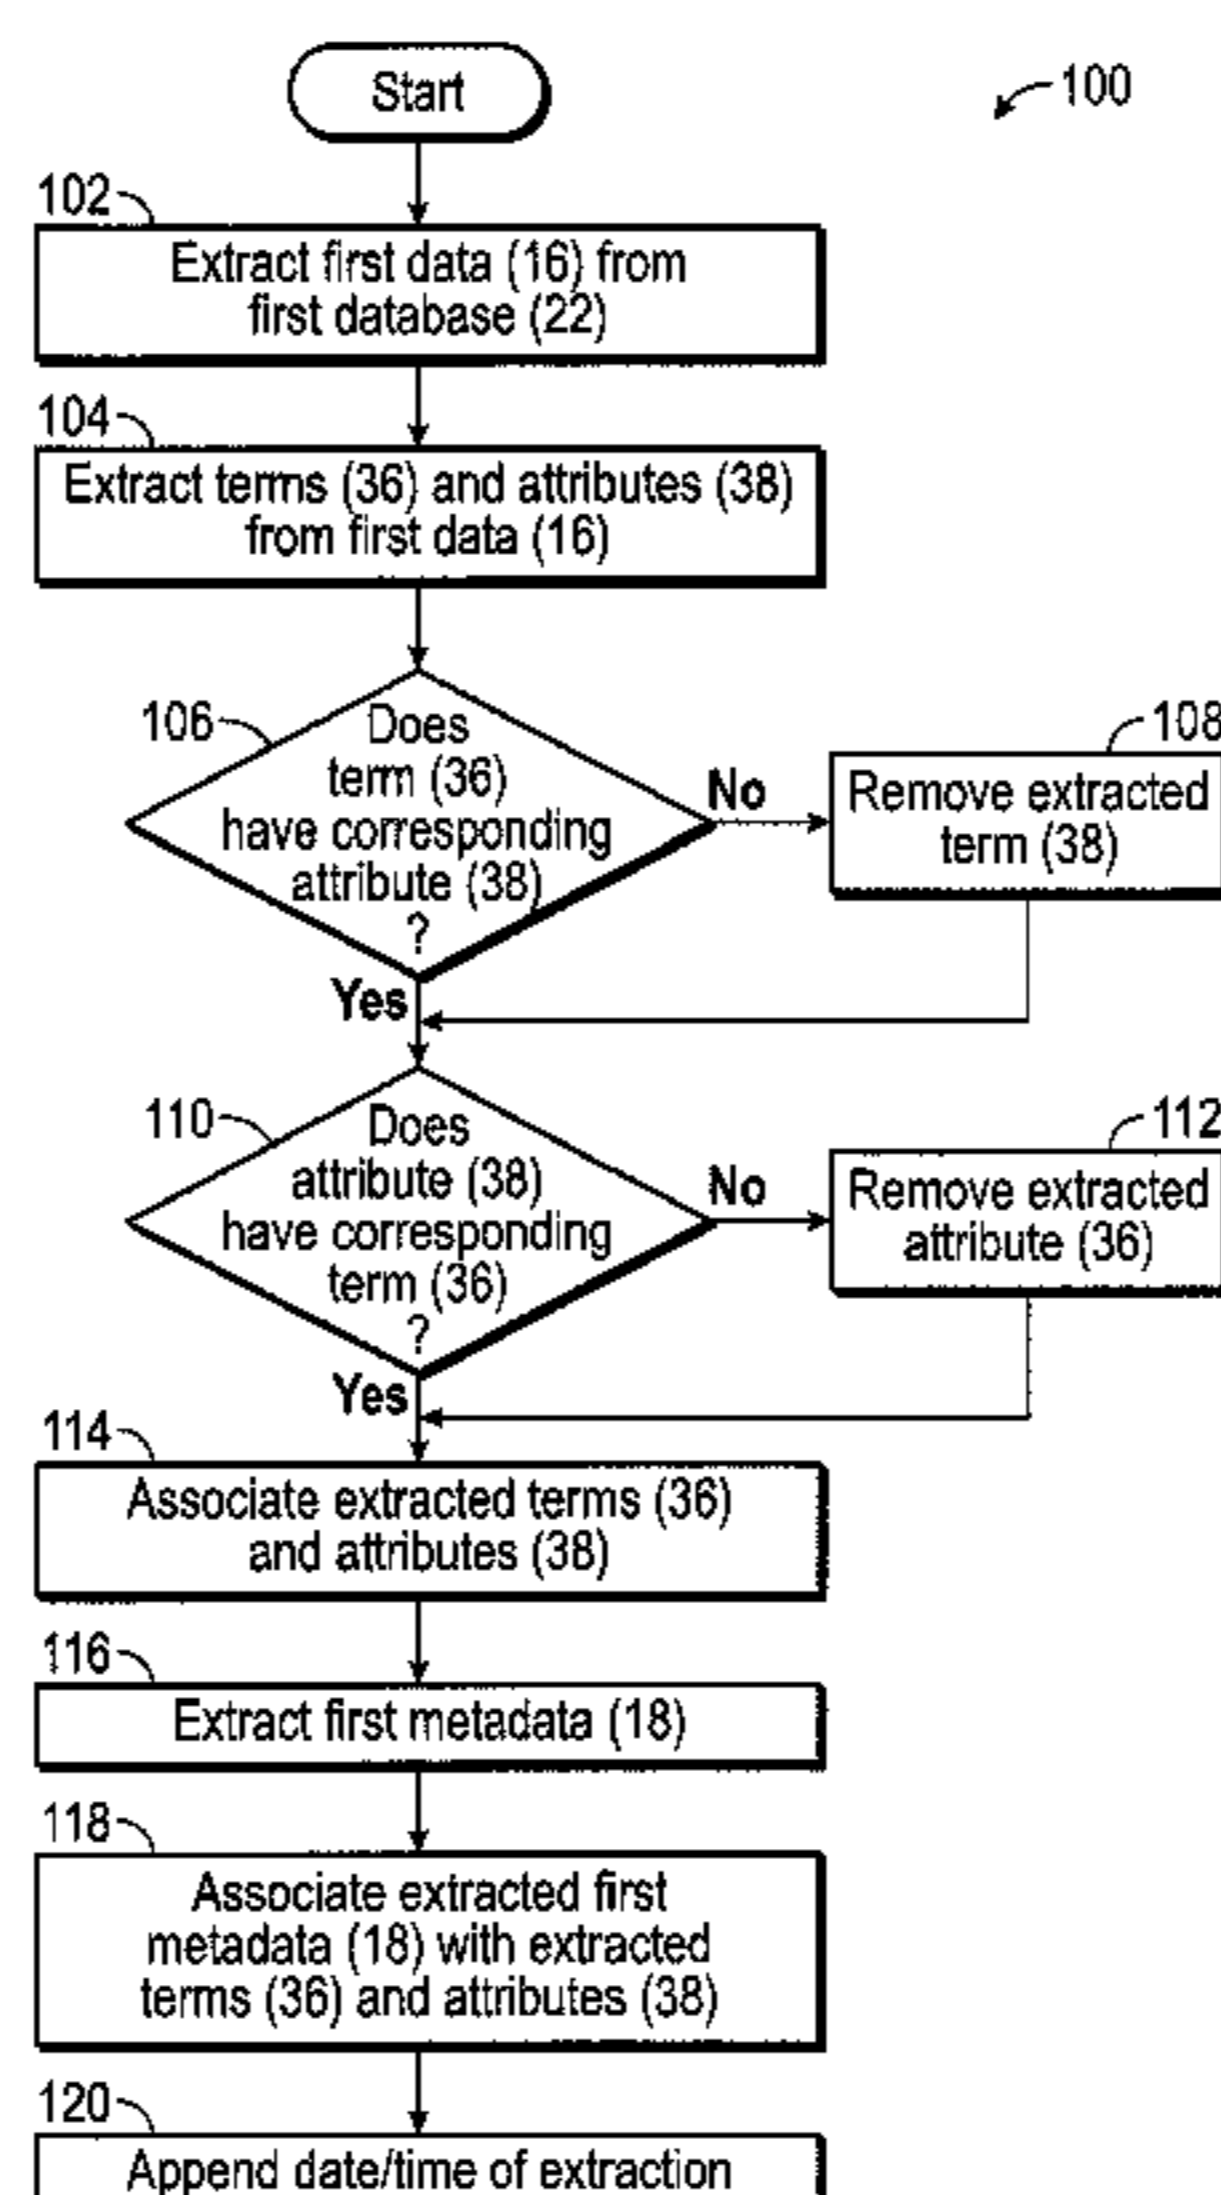 Start
100
102
Extract first data (16) from
first database (22)
104
Extract terms (36) and attributes (38)
from first data (16)
106
Does
term (36)
have corresponding
attribute (38)
?
No
108
Remove extracted
term (38)
Yes
110
Does
attribute (38)
have corresponding
term (36)
?
No
112
Remove extracted
attribute (36)
Yes
114
Associate extracted terms (36)
and attributes (38)
116
Extract first metadata (18)
118
Associate extracted first
metadata (18) with extracted
terms (36) and attributes (38)
120
Append date/time of extraction